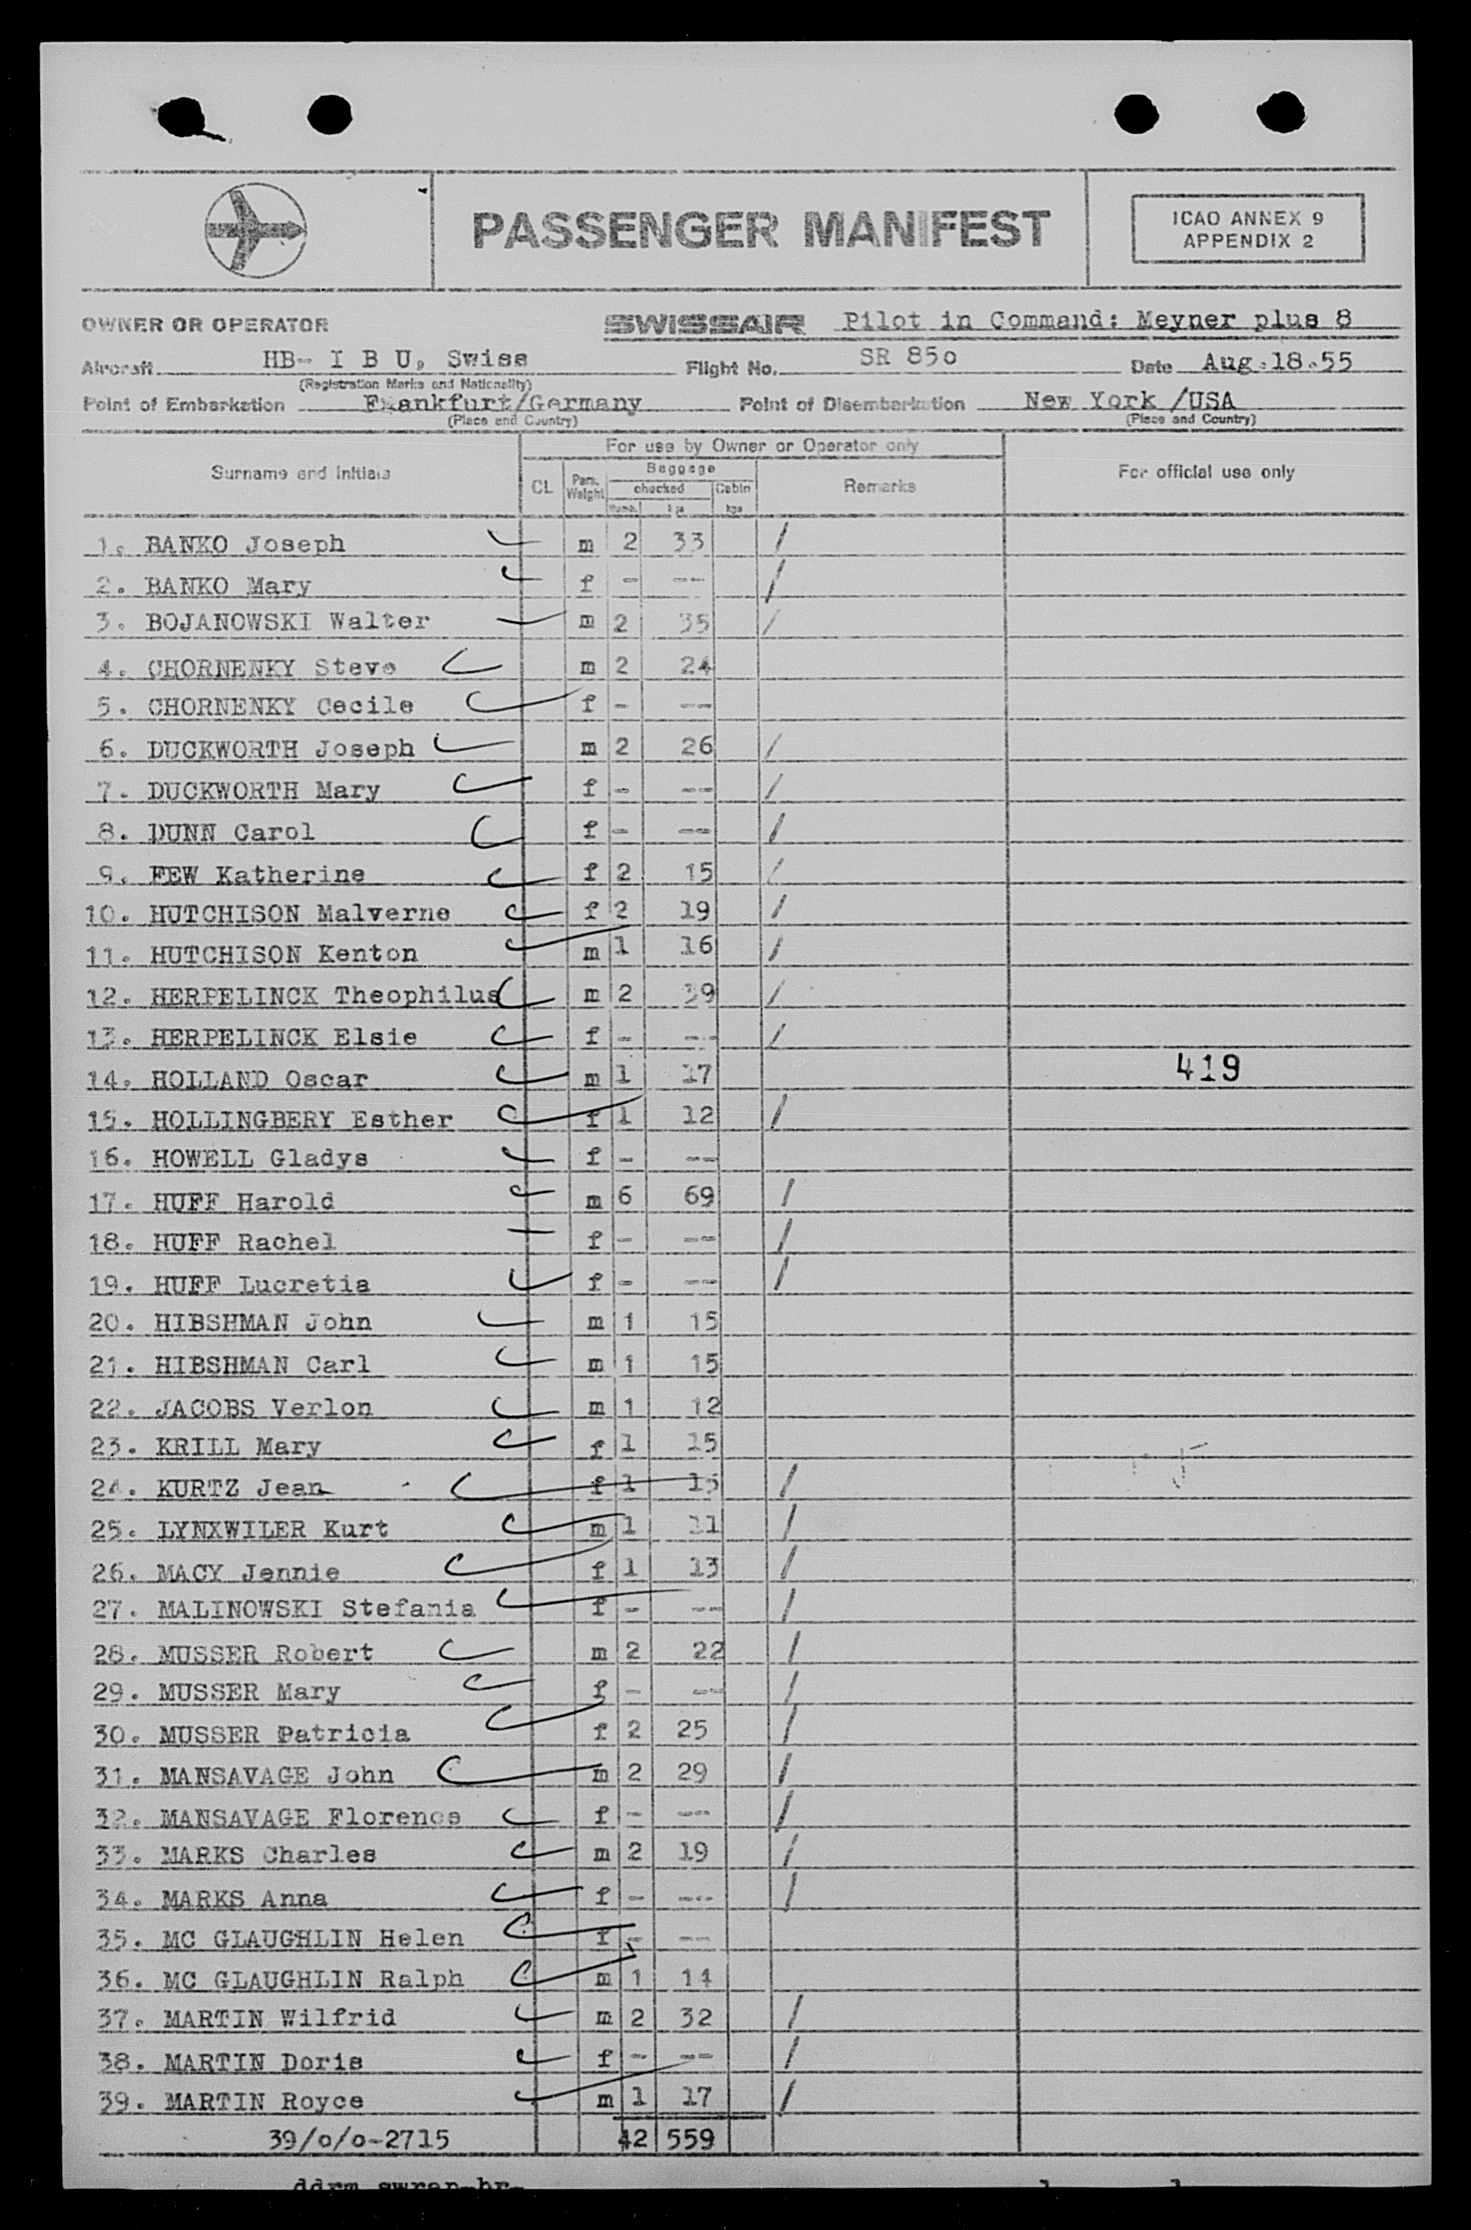 PASSENGER MANIFEST
ICAO ANNEX 9
APPENDIX 2
OWNER OR OPERATOR SWISSAIR Pilot in Command: Meyner plus 8
Aircraft HB- I B U, Swiss Flight No. SR 850 Date Aug.18.55
(Registration Marks and Nationality)
Point of Embarkation Frankfurt/Germany Point of Disembarkation New York /USA
(Place and Country) (Place and Country)
For use by Owner or Operator only
Surname and Initials CL Pass. Weight Baggage Remarks For official use only
checked Cabin
Numb. kgs kgs
1. BANKO Joseph m 2 33 /
2. BANKO Mary f - --- /
3. BOJANOWSKI Walter m 2 35 /
4. CHORNENKY Steve m 2 24
5. CHORNENKY Cecile f - ---
6. DUCKWORTH Joseph m 2 26 /
7. DUCKWORTH Mary f - --- /
8. DUNN Carol f - --- /
9. FEW Katherine f 2 15 /
10. HUTCHISON Malverne f 2 19 /
11. HUTCHISON Kenton m 1 16 /
12. HERPELINCK Theophilus m 2 39 /
13. HERPELINCK Elsie f - --- /
14. HOLLAND Oscar m 1 17 419
15. HOLLINGBERY Esther f 1 12 /
16. HOWELL Gladys f - ---
17. HUFF Harold m 6 69 /
18. HUFF Rachel f - --- /
19. HUFF Lucretia f - --- /
20. HIBSHMAN John m 1 15
21. HIBSHMAN Carl m 1 15
22. JACOBS Verlon m 1 12
23. KRILL Mary f 1 15
24. KURTZ Jean f 1 15 /
25. LYNXWILER Kurt m 1 11 /
26. MACY Jennie f 1 13 /
27. MALINOWSKI Stefania f - --- /
28. MUSSER Robert m 2 22 /
29. MUSSER Mary f - --- /
30. MUSSER Patricia f 2 25 /
31. MANSAVAGE John m 2 29 /
32. MANSAVAGE Florence f - --- /
33. MARKS Charles m 2 19 /
34. MARKS Anna f - --- /
35. MC GLAUGHLIN Helen f - ---
36. MC GLAUGHLIN Ralph m 1 14
37. MARTIN Wilfrid m 2 32 /
38. MARTIN Doris f - --- /
39. MARTIN Royce m 1 17 /
39/o/o-2715 42 559